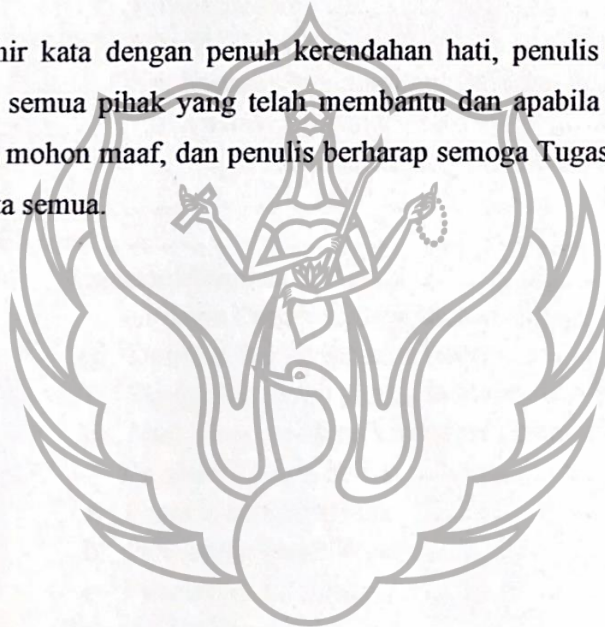 hir kata dengan penuh kerendahan hati, penulis
semua pihak yang telah membantu dan apabila
mohon maaf, dan penulis berharap semoga Tugas
ta semua.